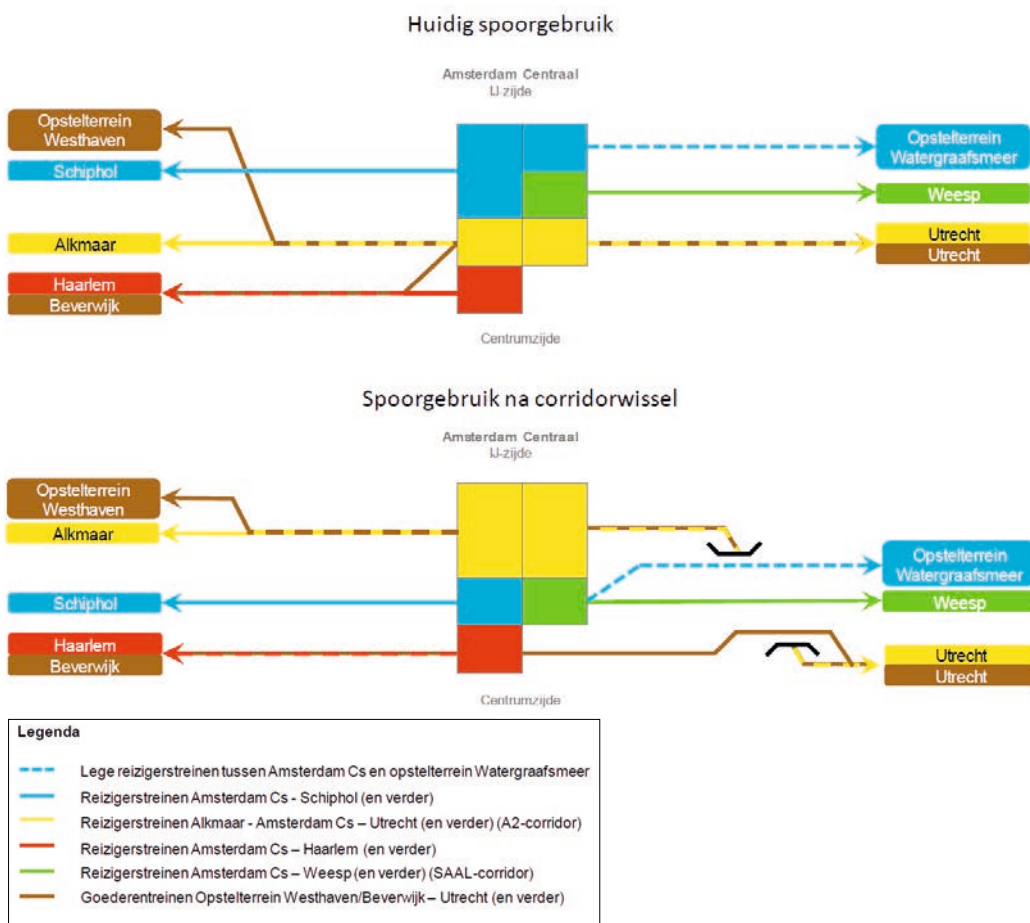 Huidig spoorgebruik
Amsterdam Centraal
IJ-zijde
Opstelterrein
Westhaven
Schiphol
Alkmaar
Haarlem
Beverwijk
Opstelterrein
Watergraafsmeer
Weesp
Utrecht
Utrecht
Centrumzijde
Spoorgebruik na corridorwissel
Amsterdam Centraal
IJ-zijde
Opstelterrein
Westhaven
Alkmaar
Schiphol
Haarlem
Beverwijk
Opstelterrein
Watergraafsmeer
Weesp
Utrecht
Utrecht
Centrumzijde
Legenda
Lege reizigerstreinen tussen Amsterdam Cs en opstelterrein Watergraafsmeer
Reizigerstreinen Amsterdam Cs - Schiphol (en verder)
Reizigerstreinen Alkmaar - Amsterdam Cs – Utrecht (en verder) (A2-corridor)
Reizigerstreinen Amsterdam Cs – Haarlem (en verder)
Reizigerstreinen Amsterdam Cs – Weesp (en verder) (SAAL-corridor)
Goederentreinen Opstelterrein Westhaven/Beverwijk – Utrecht (en verder)